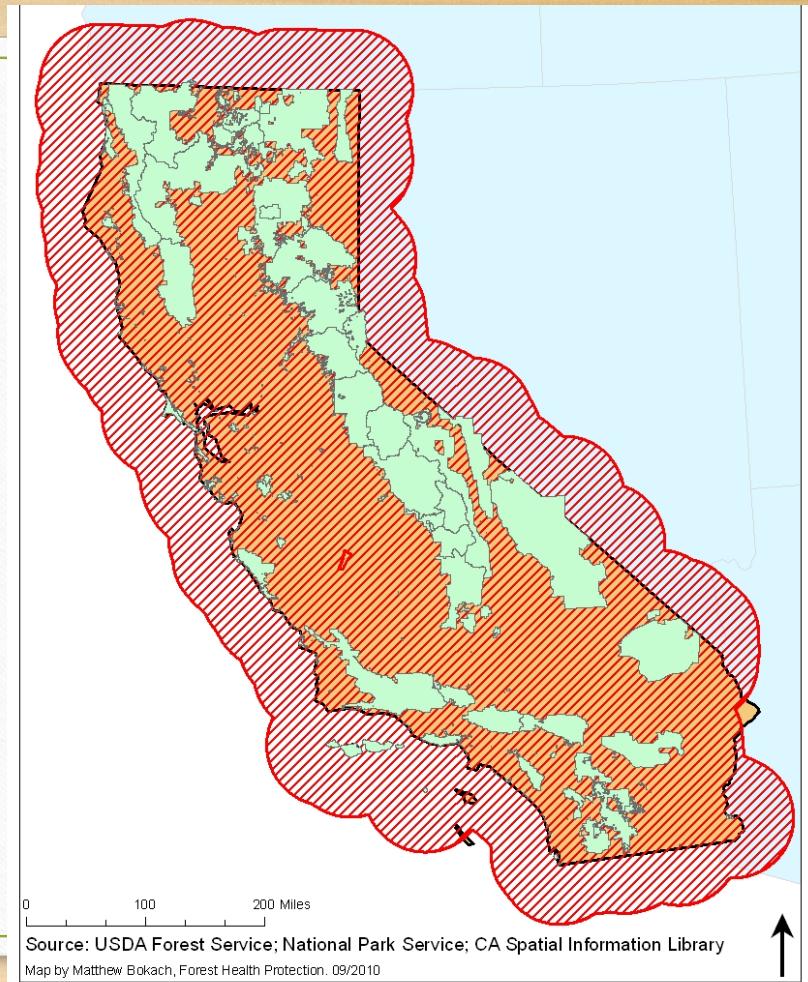 0 100 200 Miles
Source: USDA Forest Service; National Park Service; CA Spatial Information Library
Map by Matthew Bokach, Forest Health Protection. 09/2010